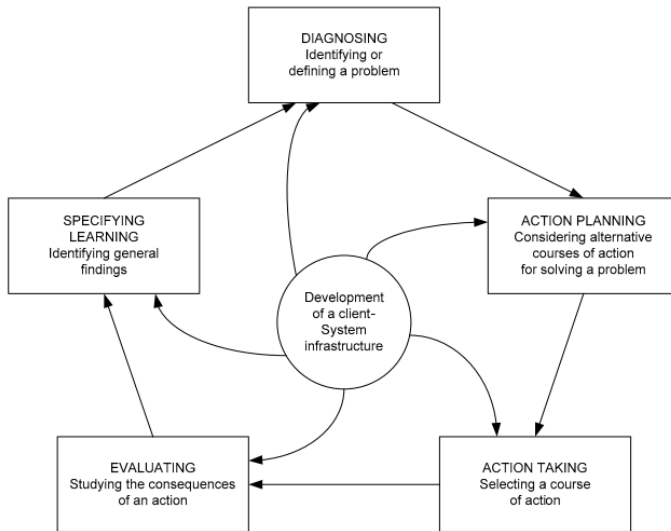 DIAGNOSING
Identifying or
defining a problem
SPECIFYING
LEARNING
Identifying general
findings
ACTION PLANNING
Considering alternative
courses of action
for solving a problem
Development
of a client-
System
infrastructure
EVALUATING
Studying the consequences
of an action
ACTION TAKING
Selecting a course
of action